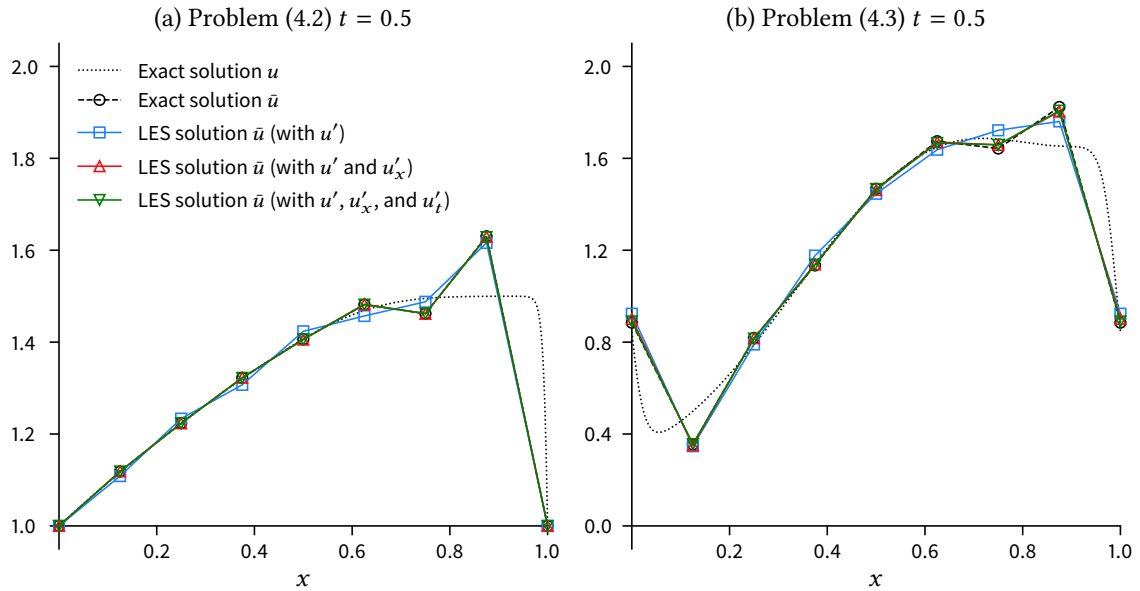 (a) Problem (4.2) t = 0.5
2.0
1.8
1.6
1.4
1.2
1.0
Exact solution u
Exact solution ū
LES solution ū (with u′)
LES solution ū (with u′ and u′ₓ)
LES solution ū (with u′, u′ₓ, and u′ₜ)
0.2
0.4
0.6
0.8
1.0
x
(b) Problem (4.3) t = 0.5
2.0
1.6
1.2
0.8
0.4
0.0
0.2
0.4
0.6
0.8
1.0
x